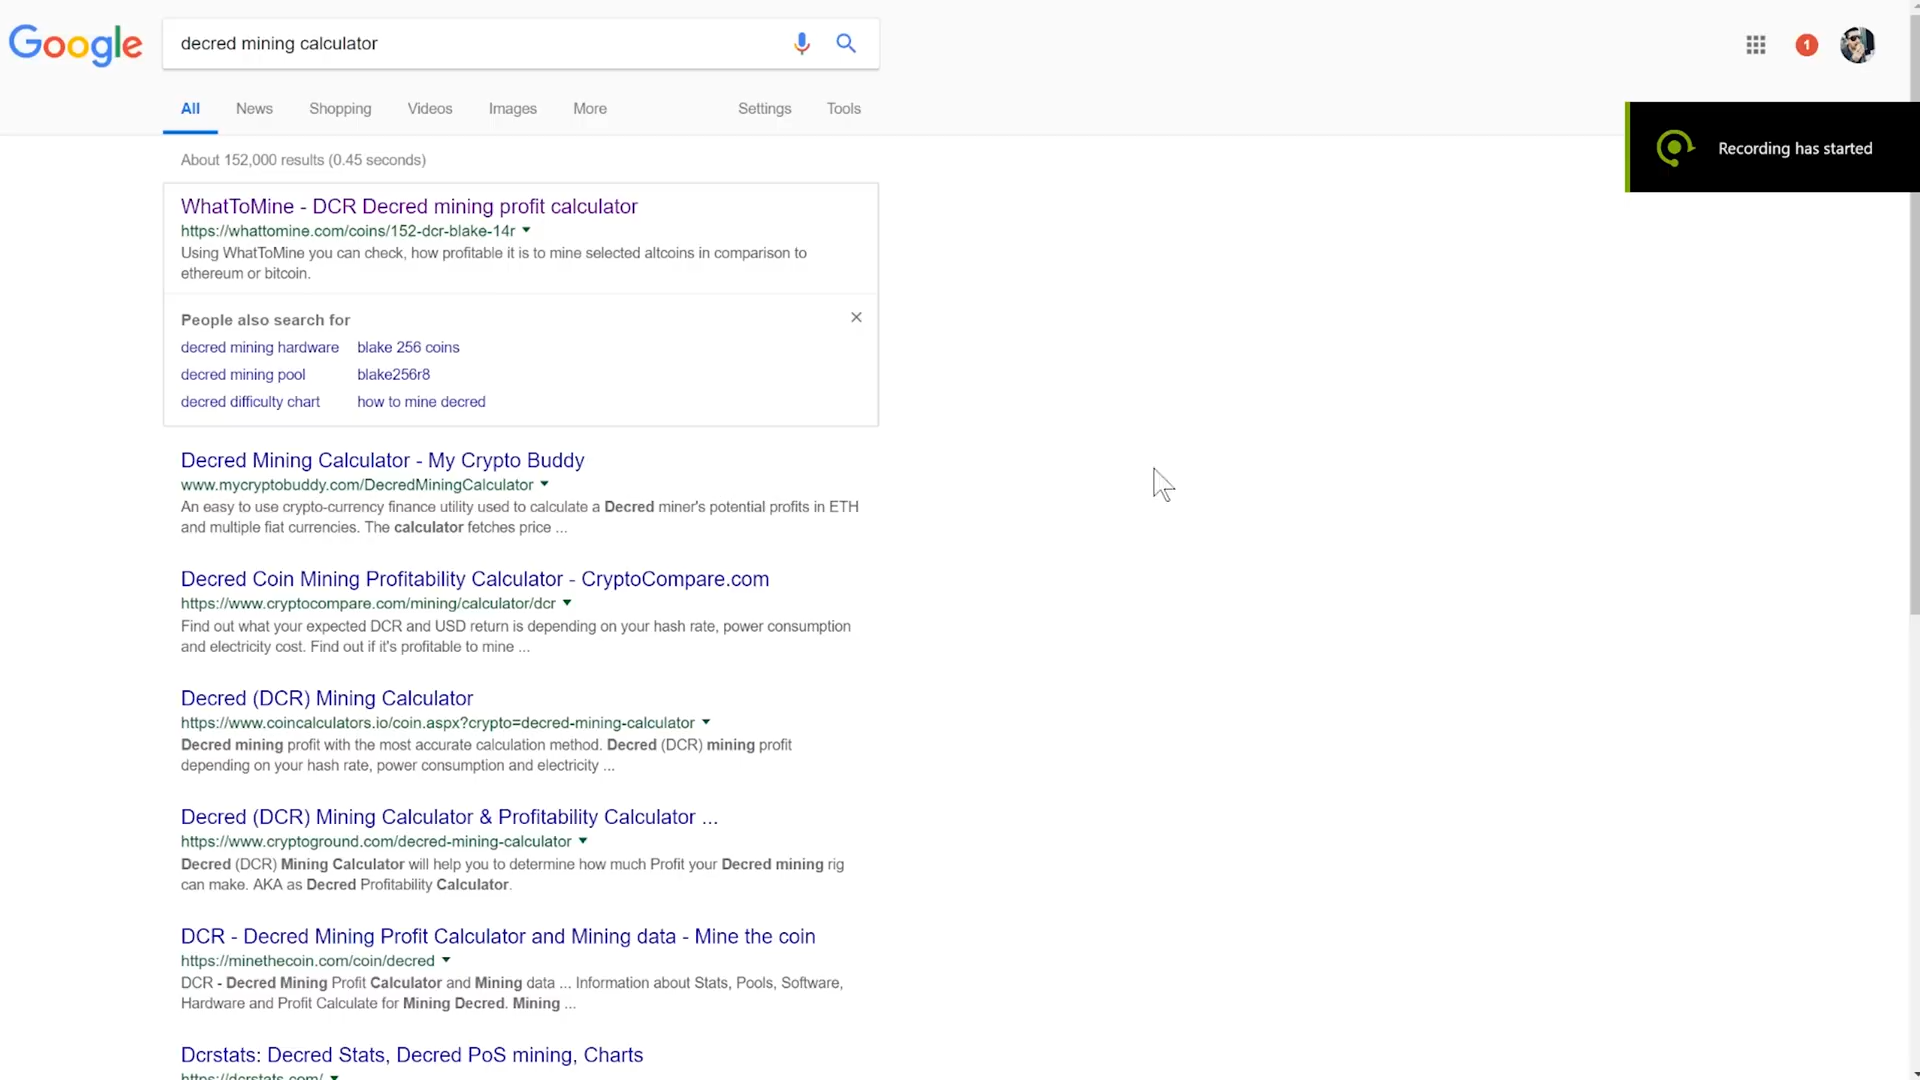 Google
decred mining calculator
1
All News Shopping Videos Images More Settings Tools
Recording has started
About 152,000 results (0.45 seconds)
WhatToMine - DCR Decred mining profit calculator
https://whattomine.com/coins/152-dcr-blake-14r
Using WhatToMine you can check, how profitable it is to mine selected altcoins in comparison to
ethereum or bitcoin.
People also search for
decred mining hardware blake 256 coins
decred mining pool blake256r8
decred difficulty chart how to mine decred
Decred Mining Calculator - My Crypto Buddy
www.mycryptobuddy.com/DecredMiningCalculator
An easy to use crypto-currency finance utility used to calculate a Decred miner's potential profits in ETH
and multiple fiat currencies. The calculator fetches price ...
Decred Coin Mining Profitability Calculator - CryptoCompare.com
https://www.cryptocompare.com/mining/calculator/dcr
Find out what your expected DCR and USD return is depending on your hash rate, power consumption
and electricity cost. Find out if it's profitable to mine ...
Decred (DCR) Mining Calculator
https://www.coincalculators.io/coin.aspx?crypto=decred-mining-calculator
Decred mining profit with the most accurate calculation method. Decred (DCR) mining profit
depending on your hash rate, power consumption and electricity ...
Decred (DCR) Mining Calculator & Profitability Calculator ...
https://www.cryptoground.com/decred-mining-calculator
Decred (DCR) Mining Calculator will help you to determine how much Profit your Decred mining rig
can make. AKA as Decred Profitability Calculator.
DCR - Decred Mining Profit Calculator and Mining data - Mine the coin
https://minethecoin.com/coin/decred
DCR - Decred Mining Profit Calculator and Mining data ... Information about Stats, Pools, Software,
Hardware and Profit Calculate for Mining Decred. Mining ...
Dcrstats: Decred Stats, Decred PoS mining, Charts
https://dcrstats.com/